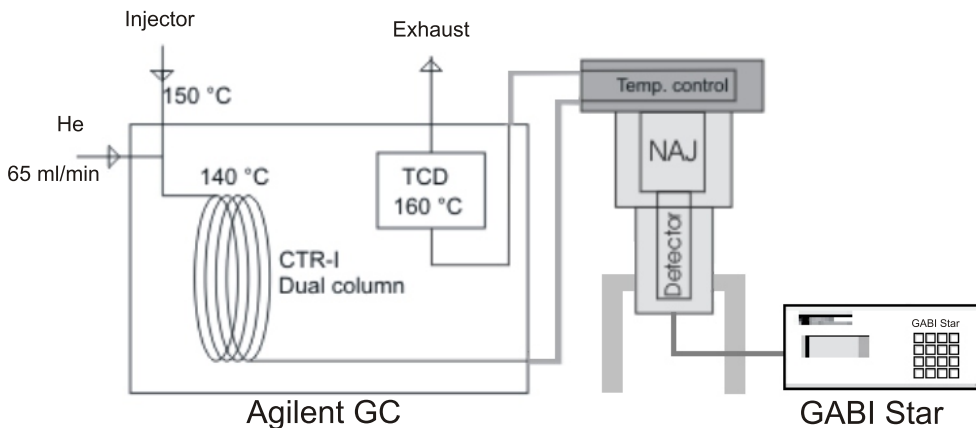 Injector
Exhaust
150 °C
Temp. control
He
65 ml/min
140 °C
TCD
160 °C
NAJ
Detector
CTR-I
Dual column
GABI Star
Agilent GC
GABI Star